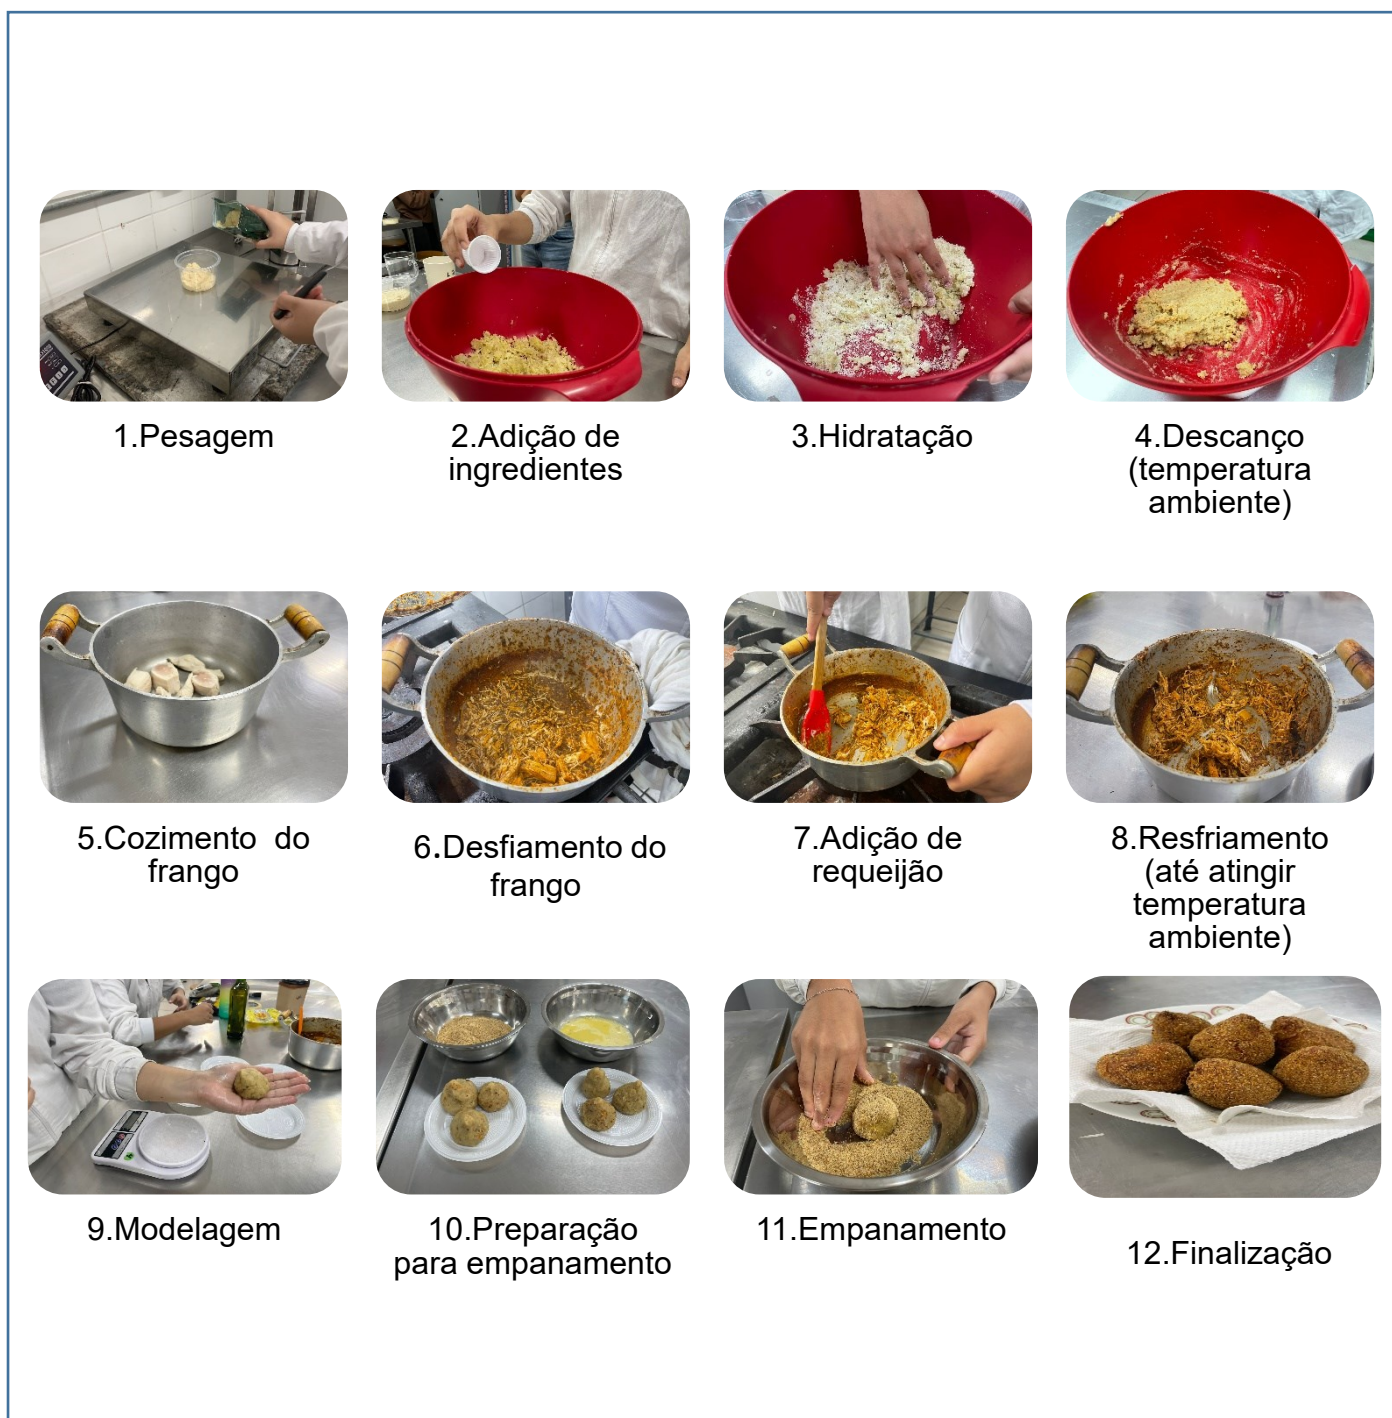 1.Pesagem
2.Adição de
ingredientes
3.Hidratação
4.Descanço
(temperatura
ambiente)
5.Cozimento  do
frango
6.Desfiamento do
frango
7.Adição de
requeijão
8.Resfriamento
(até atingir
temperatura
ambiente)
9.Modelagem
10.Preparação
para empanamento
11.Empanamento
12.Finalização